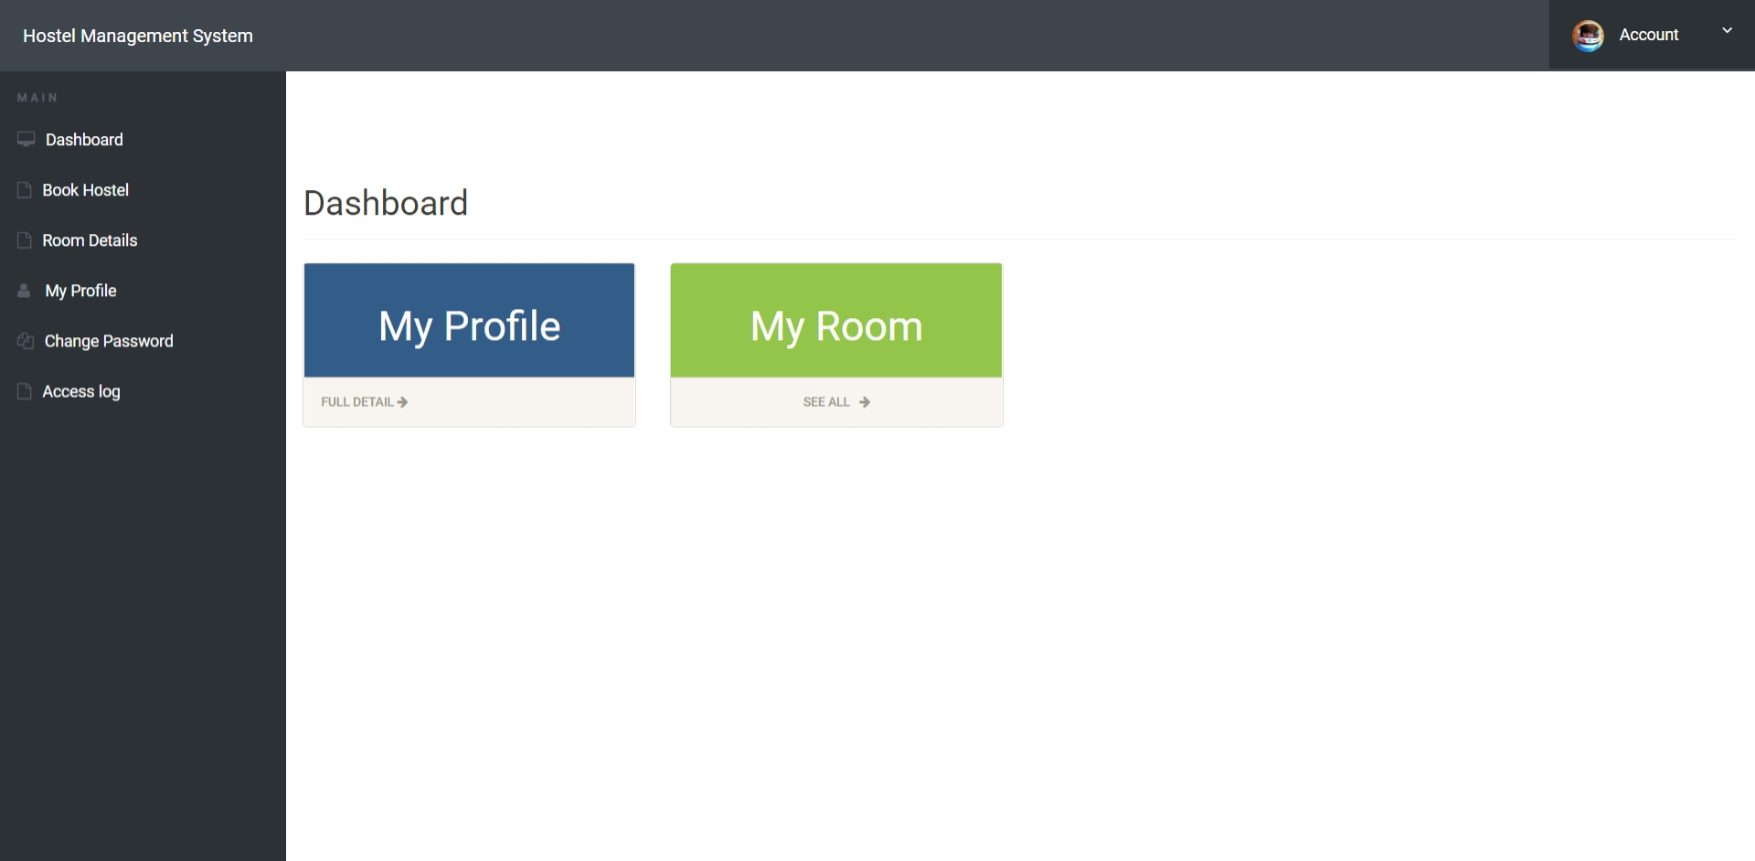 Hostel Management System
Account
MAIN
Dashboard
Book Hostel
Room Details
My Profile
Change Password
Access log
Dashboard
My Profile
FULL DETAIL
My Room
SEE ALL